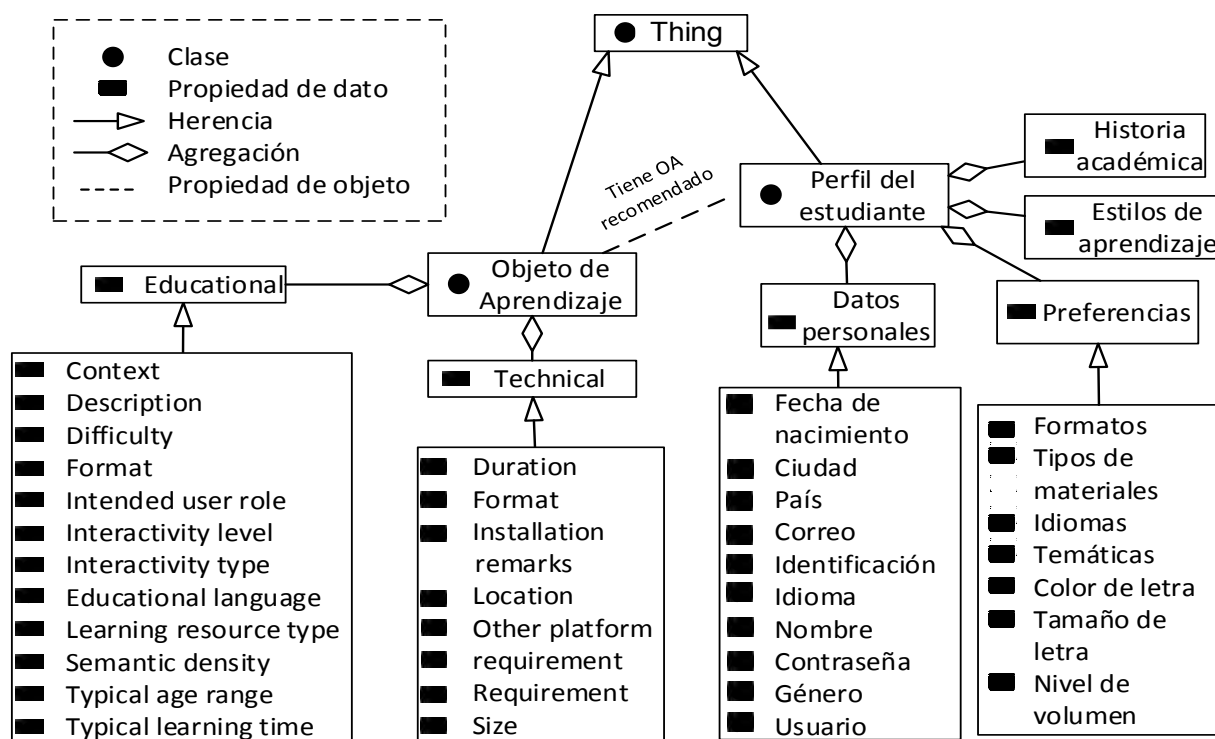 Clase
Propiedad de dato
Herencia
Agregación
Propiedad de objeto
Thing
Historia
académica
Tiene OA
recomendado
Perfil del
estudiante
Estilos de
aprendizaje
Educational
Objeto de
Aprendizaje
Datos
personales
Preferencias
Technical
Context
Description
Difficulty
Format
Intended user role
Interactivity level
Interactivity type
Educational language
Learning resource type
Semantic density
Typical age range
Typical learning time
Duration
Format
Installation
remarks
Location
Other platform
requirement
Requirement
Size
Fecha de
nacimiento
Ciudad
País
Correo
Identificación
Idioma
Nombre
Contraseña
Género
Usuario
Formatos
Tipos de
materiales
Idiomas
Temáticas
Color de letra
Tamaño de
letra
Nivel de
volumen